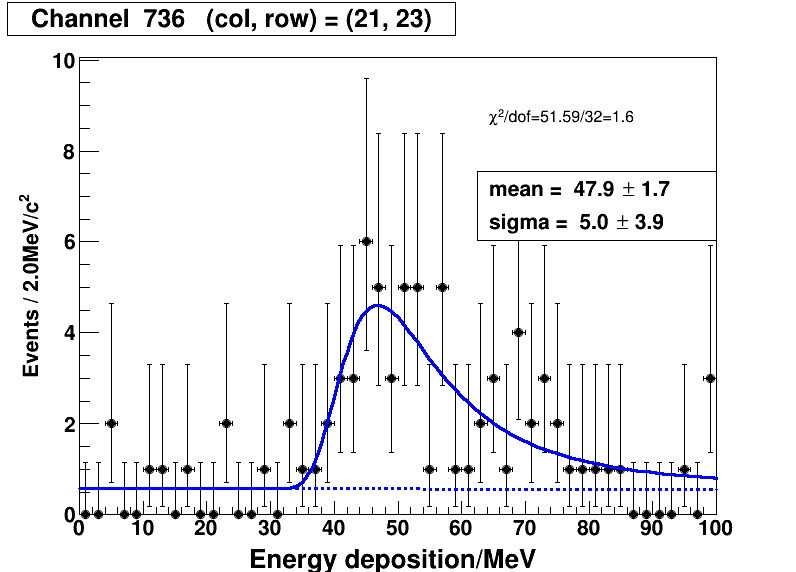 Channel  736   (col, row) = (21, 23)
10
χ²/dof=51.59/32=1.6
8
mean =  47.9 ± 1.7
sigma =  5.0 ± 3.9
6
4
2
0
Events / 2.0MeV/c²
0 10 20 30 40 50 60 70 80 90 100
Energy deposition/MeV